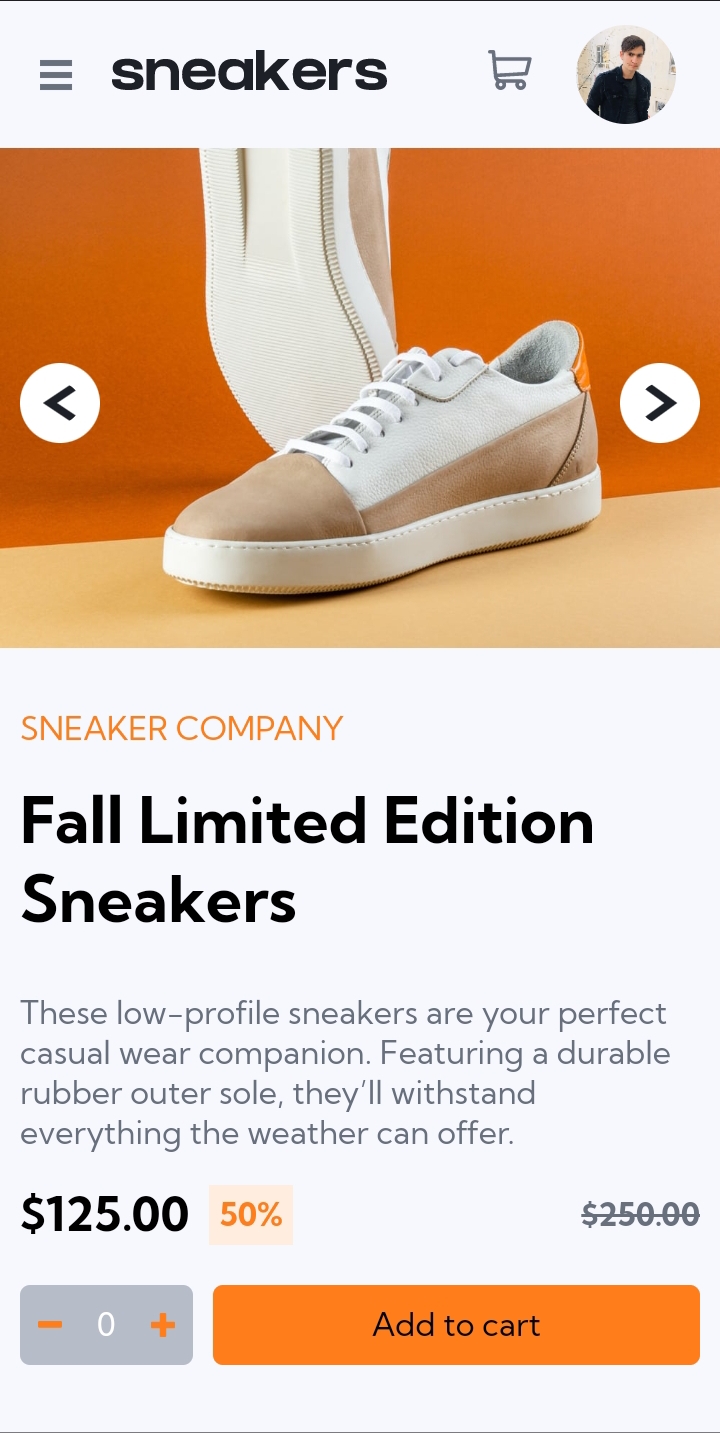 sneakers
SNEAKER COMPANY
Fall Limited Edition
Sneakers
These low-profile sneakers are your perfect
casual wear companion. Featuring a durable
rubber outer sole, they’ll withstand
everything the weather can offer.
$125.00 50% $250.00
0 Add to cart